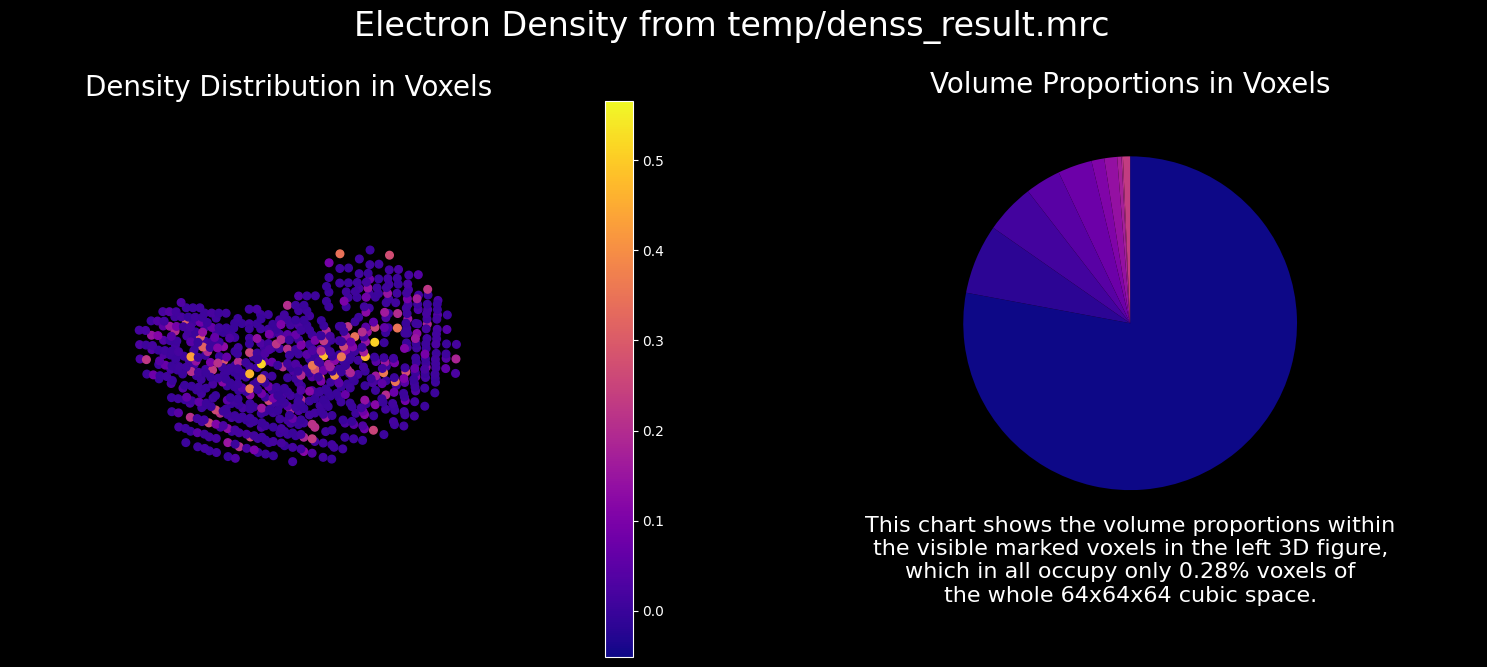 Electron Density from temp/denss_result.mrc
Density Distribution in Voxels
0.5
0.4
0.3
0.2
0.1
0.0
Volume Proportions in Voxels
This chart shows the volume proportions within
the visible marked voxels in the left 3D figure,
which in all occupy only 0.28% voxels of
the whole 64x64x64 cubic space.